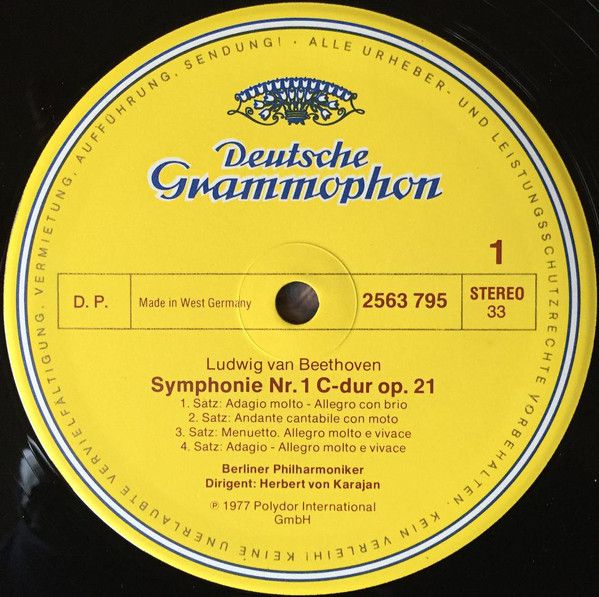 ALLE URHEBER- UND LEISTUNGSSCHUTZRECHTE VORBEHALTEN · KEIN VERLEIH! KEINE UNERLAUBTE VERVIELFÄLTIGUNG, VERMIETUNG, AUFFÜHRUNG, SENDUNG! ·
Deutsche
Grammophon
1
D. P.
Made in West Germany
2563 795
STEREO
33
Ludwig van Beethoven
Symphonie Nr. 1 C-dur op. 21
1. Satz: Adagio molto - Allegro con brio
2. Satz: Andante cantabile con moto
3. Satz: Menuetto. Allegro molto e vivace
4. Satz: Adagio - Allegro molto e vivace
Berliner Philharmoniker
Dirigent: Herbert von Karajan
℗ 1977 Polydor International
GmbH